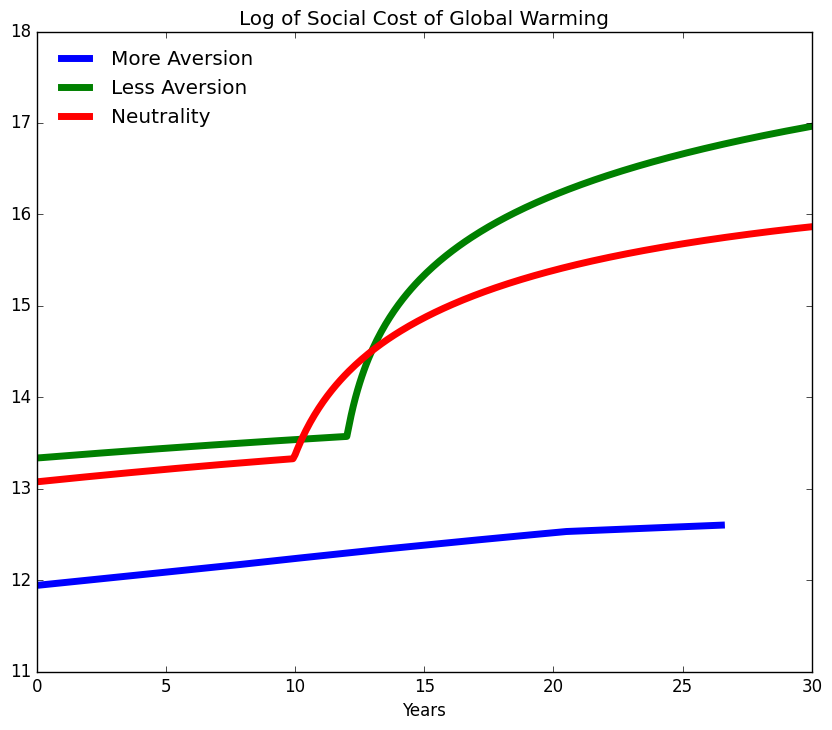 Log of Social Cost of Global Warming
18
17
16
15
14
13
12
11
More Aversion
Less Aversion
Neutrality
0 5 10 15 20 25 30
Years